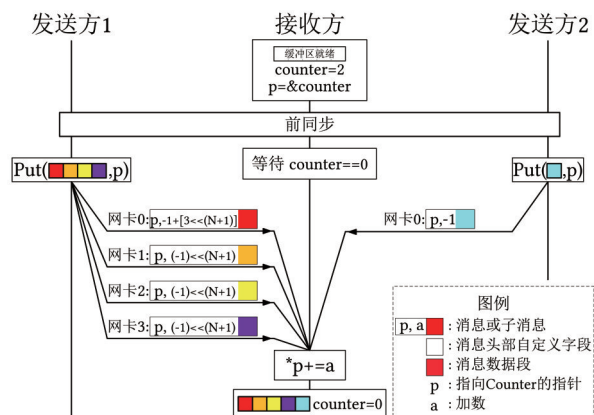 发送方1
接收方
发送方2
缓冲区就绪
counter=2
p=&counter
前同步
Put( ,p)
等待 counter==0
Put( ,p)
网卡0:p,-1+[3<<(N+1)]
网卡0:p,-1
网卡1:p, (-1)<<(N+1)
网卡2:p, (-1)<<(N+1)
网卡3:p, (-1)<<(N+1)
*p+=a
counter=0
图例
p, a :消息或子消息
:消息头部自定义字段
:消息数据段
p :指向Counter的指针
a :加数